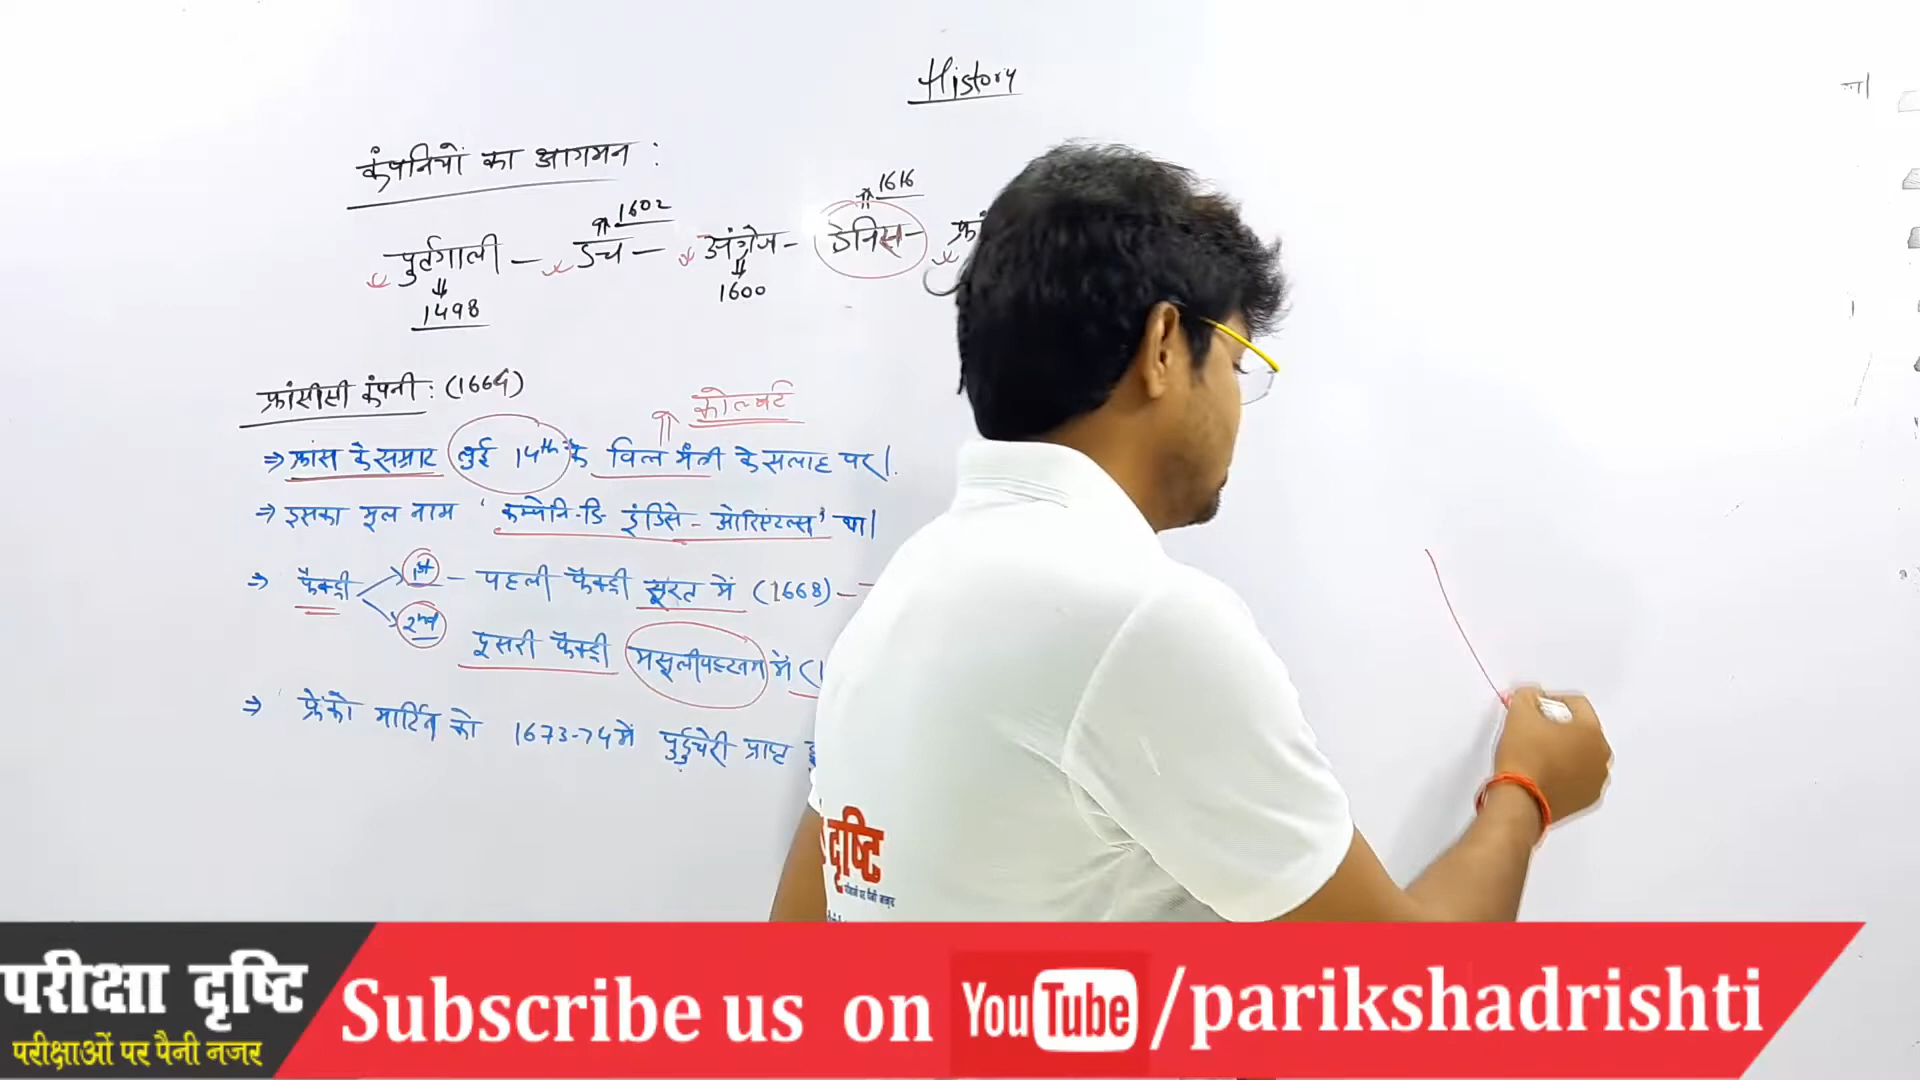 History
कंपनियों का आगमन :
1602 1616
पुर्तगाली - डच - अंग्रेज - डेनिस - फ्रां
1498 1600
फ्रांसीसी कंपनी : (1664)
कोल्बर्ट
⇒ फ्रांस के सम्राट लुई 14th के वित्त मंत्री के सलाह पर।
⇒ इसका मूल नाम 'कम्पनि-डि इंडिसे-ओरिएंटल्स' था।
⇒ फैक्ट्री 1st - पहली फैक्ट्री सूरत में (1668) -
2nd दूसरी फैक्ट्री मसूलीपट्टनम में (1
⇒ फ्रेंको मार्टिन को 1673-74 में पुडुचेरी प्राप्त
दृष्टि
परीक्षा दृष्टि
परीक्षाओं पर पैनी नजर
Subscribe us on YouTube/parikshadrishti